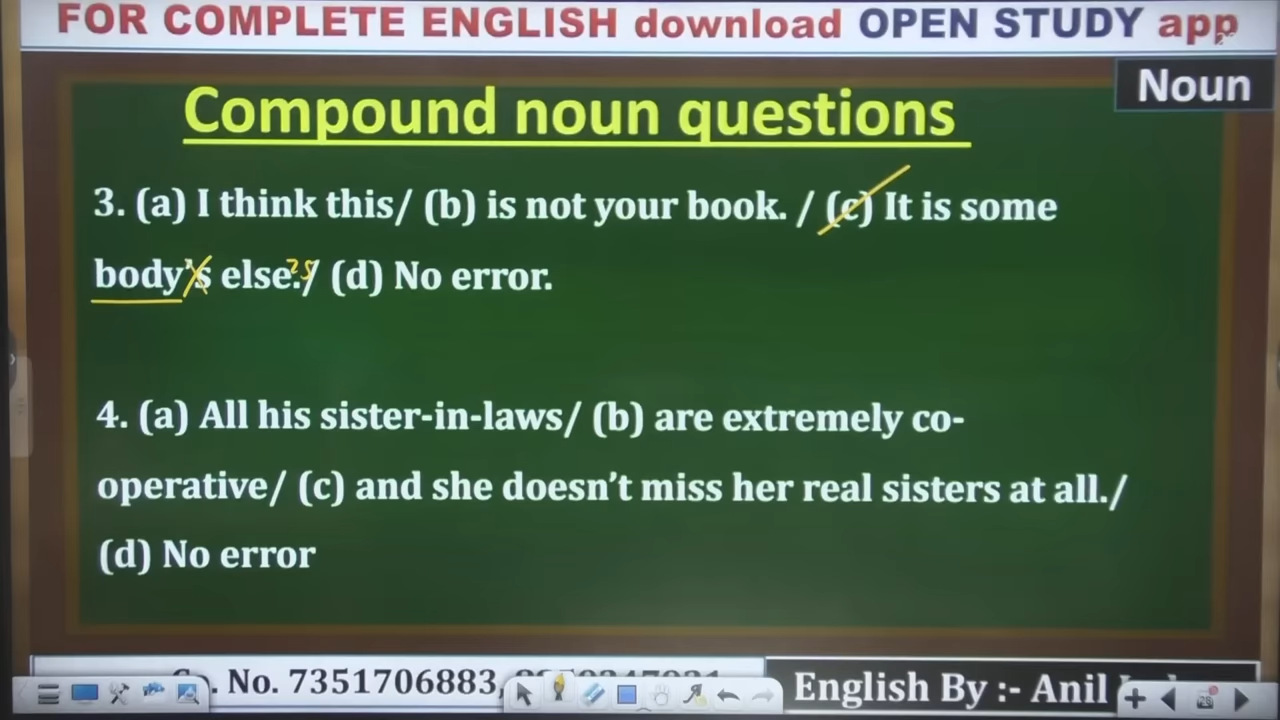 FOR COMPLETE ENGLISH download OPEN STUDY app
Noun
Compound noun questions
3. (a) I think this/ (b) is not your book. / (c) It is some
body's else.'s/ (d) No error.
4. (a) All his sister-in-laws/ (b) are extremely co-
operative/ (c) and she doesn't miss her real sisters at all./
(d) No error
No. 7351706883,
English By :- Anil